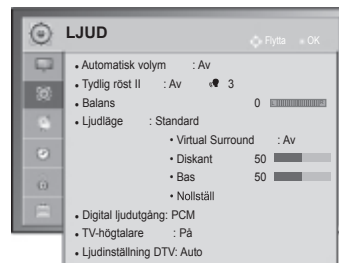 LJUD
Flytta OK
• Automatisk volym : Av
• Tydlig röst II : Av 3
• Balans 0
• Ljudläge : Standard
• Virtual Surround : Av
• Diskant 50
• Bas 50
• Nollställ
• Digital ljudutgång: PCM
• TV-högtalare : På
• Ljudinställning DTV: Auto